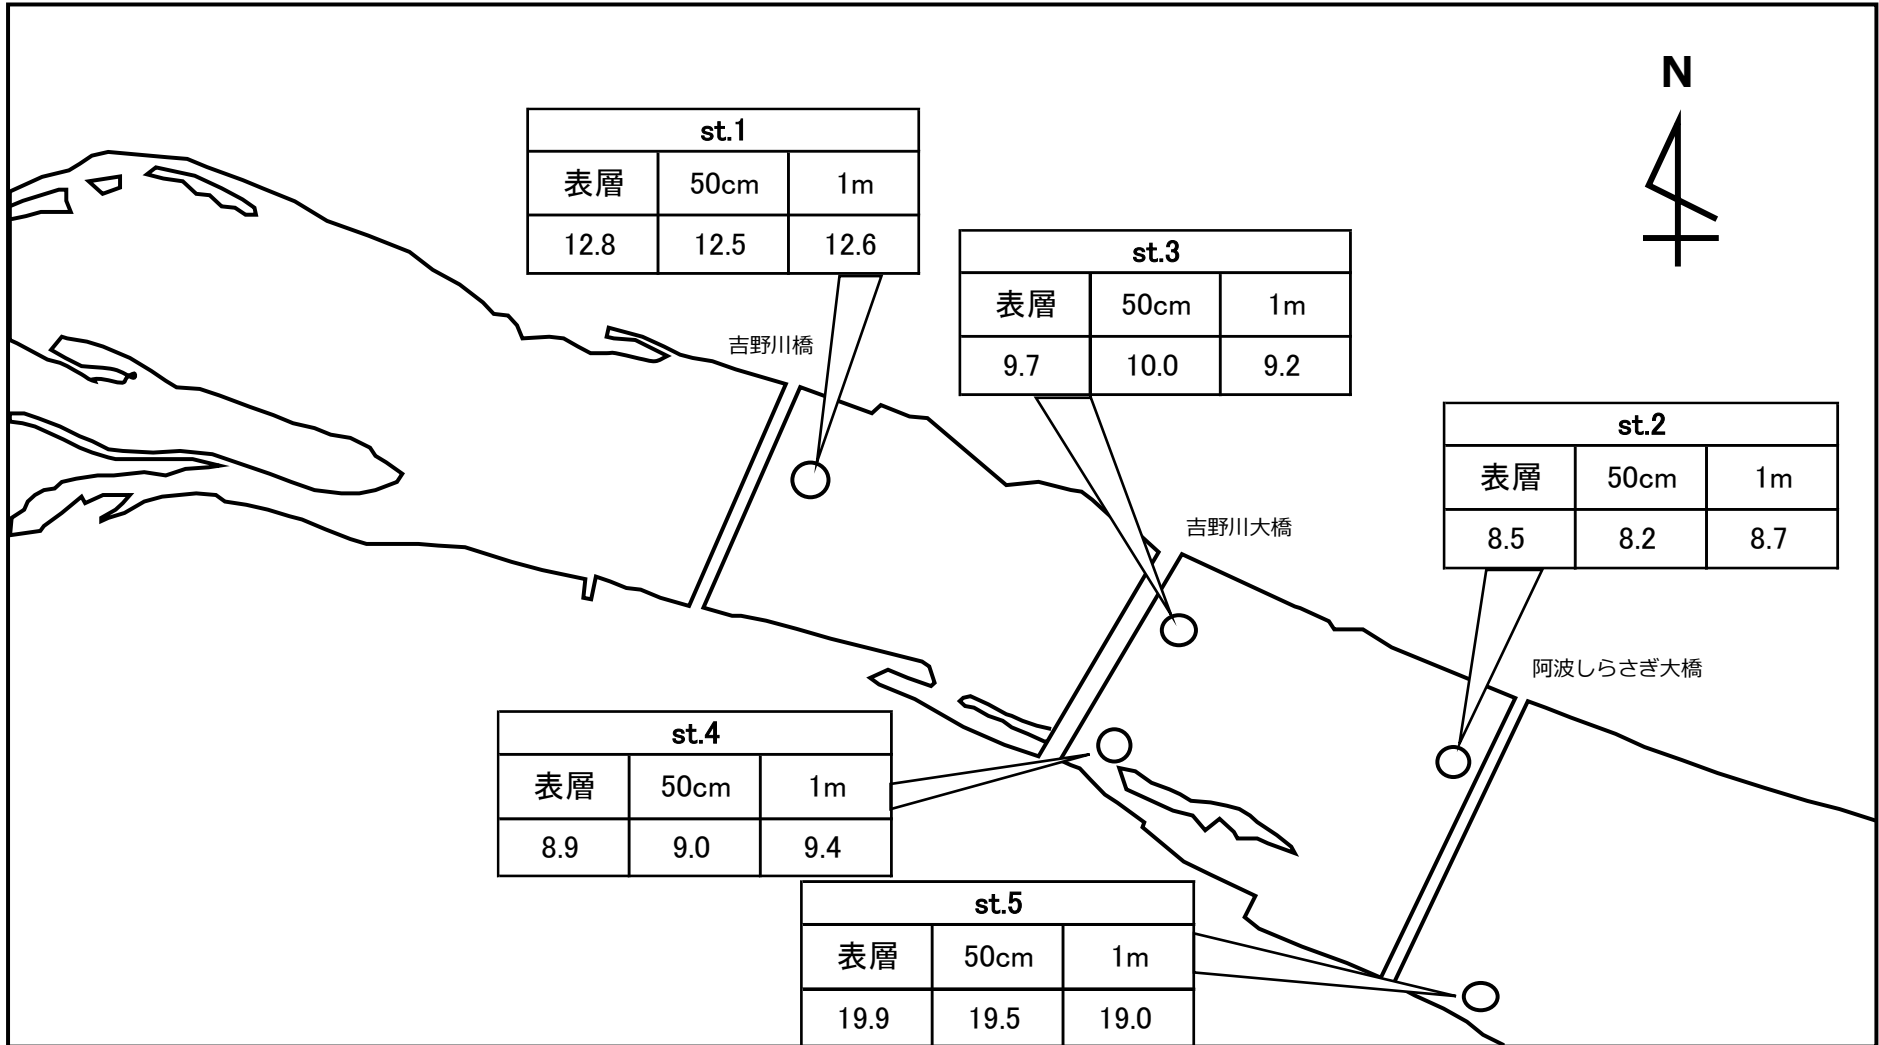 N
st.1
表層 50cm 1m
12.8 12.5 12.6
st.3
表層 50cm 1m
9.7 10.0 9.2
吉野川橋
st.2
表層 50cm 1m
8.5 8.2 8.7
吉野川大橋
阿波しらさぎ大橋
st.4
表層 50cm 1m
8.9 9.0 9.4
st.5
表層 50cm 1m
19.9 19.5 19.0